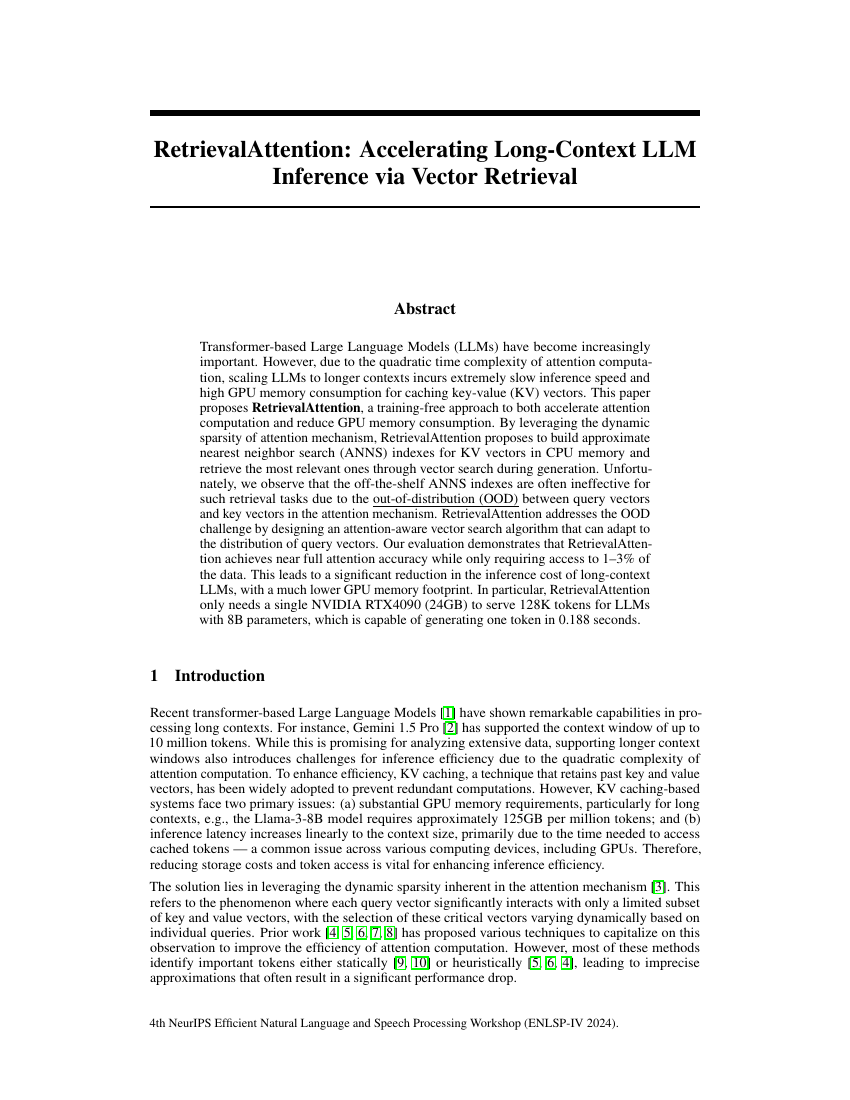 RetrievalAttention: Accelerating Long-Context LLM
Inference via Vector Retrieval
Abstract
Transformer-based Large Language Models (LLMs) have become increasingly
important. However, due to the quadratic time complexity of attention computa-
tion, scaling LLMs to longer contexts incurs extremely slow inference speed and
high GPU memory consumption for caching key-value (KV) vectors. This paper
proposes RetrievalAttention, a training-free approach to both accelerate attention
computation and reduce GPU memory consumption. By leveraging the dynamic
sparsity of attention mechanism, RetrievalAttention proposes to build approximate
nearest neighbor search (ANNS) indexes for KV vectors in CPU memory and
retrieve the most relevant ones through vector search during generation. Unfortu-
nately, we observe that the off-the-shelf ANNS indexes are often ineffective for
such retrieval tasks due to the out-of-distribution (OOD) between query vectors
and key vectors in the attention mechanism. RetrievalAttention addresses the OOD
challenge by designing an attention-aware vector search algorithm that can adapt to
the distribution of query vectors. Our evaluation demonstrates that RetrievalAtten-
tion achieves near full attention accuracy while only requiring access to 1–3% of
the data. This leads to a significant reduction in the inference cost of long-context
LLMs, with a much lower GPU memory footprint. In particular, RetrievalAttention
only needs a single NVIDIA RTX4090 (24GB) to serve 128K tokens for LLMs
with 8B parameters, which is capable of generating one token in 0.188 seconds.
1 Introduction
Recent transformer-based Large Language Models [1] have shown remarkable capabilities in pro-
cessing long contexts. For instance, Gemini 1.5 Pro [2] has supported the context window of up to
10 million tokens. While this is promising for analyzing extensive data, supporting longer context
windows also introduces challenges for inference efficiency due to the quadratic complexity of
attention computation. To enhance efficiency, KV caching, a technique that retains past key and value
vectors, has been widely adopted to prevent redundant computations. However, KV caching-based
systems face two primary issues: (a) substantial GPU memory requirements, particularly for long
contexts, e.g., the Llama-3-8B model requires approximately 125GB per million tokens; and (b)
inference latency increases linearly to the context size, primarily due to the time needed to access
cached tokens — a common issue across various computing devices, including GPUs. Therefore,
reducing storage costs and token access is vital for enhancing inference efficiency.
The solution lies in leveraging the dynamic sparsity inherent in the attention mechanism [3]. This
refers to the phenomenon where each query vector significantly interacts with only a limited subset
of key and value vectors, with the selection of these critical vectors varying dynamically based on
individual queries. Prior work [4, 5, 6, 7, 8] has proposed various techniques to capitalize on this
observation to improve the efficiency of attention computation. However, most of these methods
identify important tokens either statically [9, 10] or heuristically [5, 6, 4], leading to imprecise
approximations that often result in a significant performance drop.
4th NeurIPS Efficient Natural Language and Speech Processing Workshop (ENLSP-IV 2024).